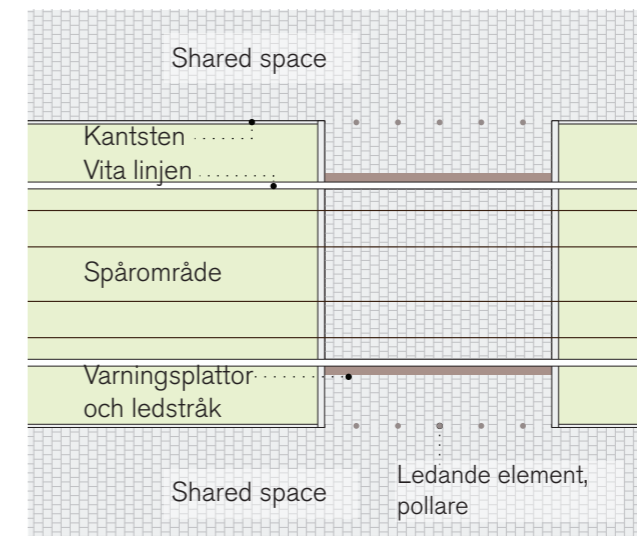 Shared space
Kantsten
Vita linjen
Spårområde
Varningsplattor
och ledstråk
Ledande element,
pollare
Shared space